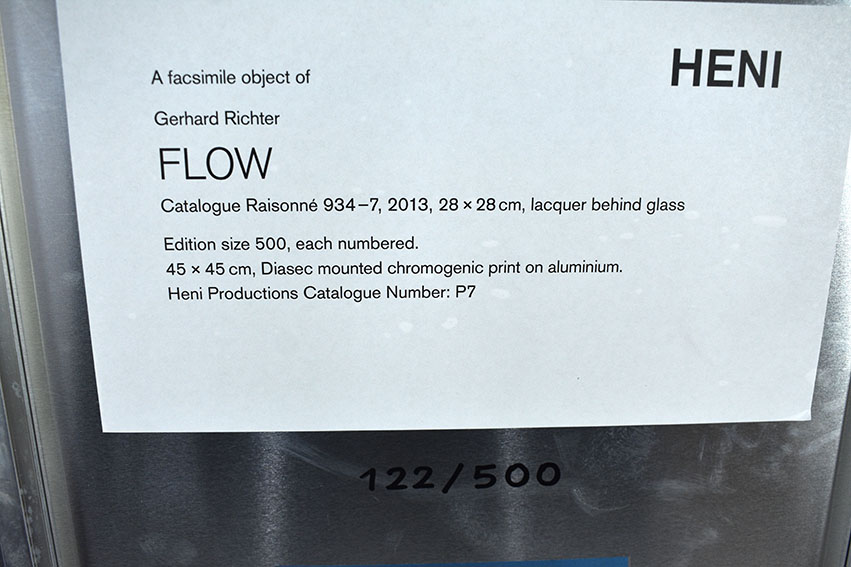 HENI
A facsimile object of
Gerhard Richter
FLOW
Catalogue Raisonné 934–7, 2013, 28 × 28 cm, lacquer behind glass
Edition size 500, each numbered.
45 × 45 cm, Diasec mounted chromogenic print on aluminium.
Heni Productions Catalogue Number: P7
122/500